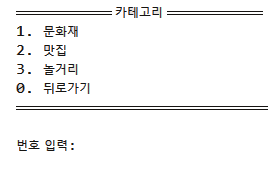 카테고리
1. 문화재
2. 맛집
3. 놀거리
0. 뒤로가기
번호 입력: